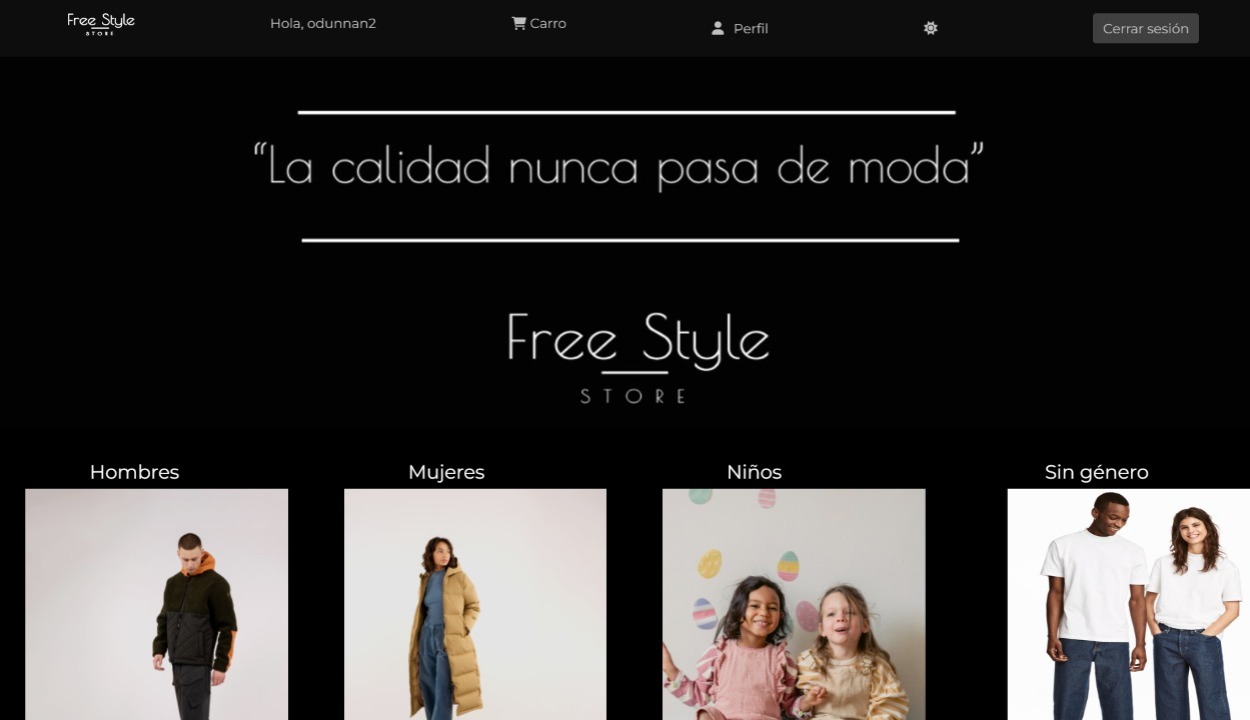 Free Style
STORE
Hola, odunnan2
Carro
Perfil
Cerrar sesión
“La calidad nunca pasa de moda”
Free Style
STORE
Hombres
Mujeres
Niños
Sin género